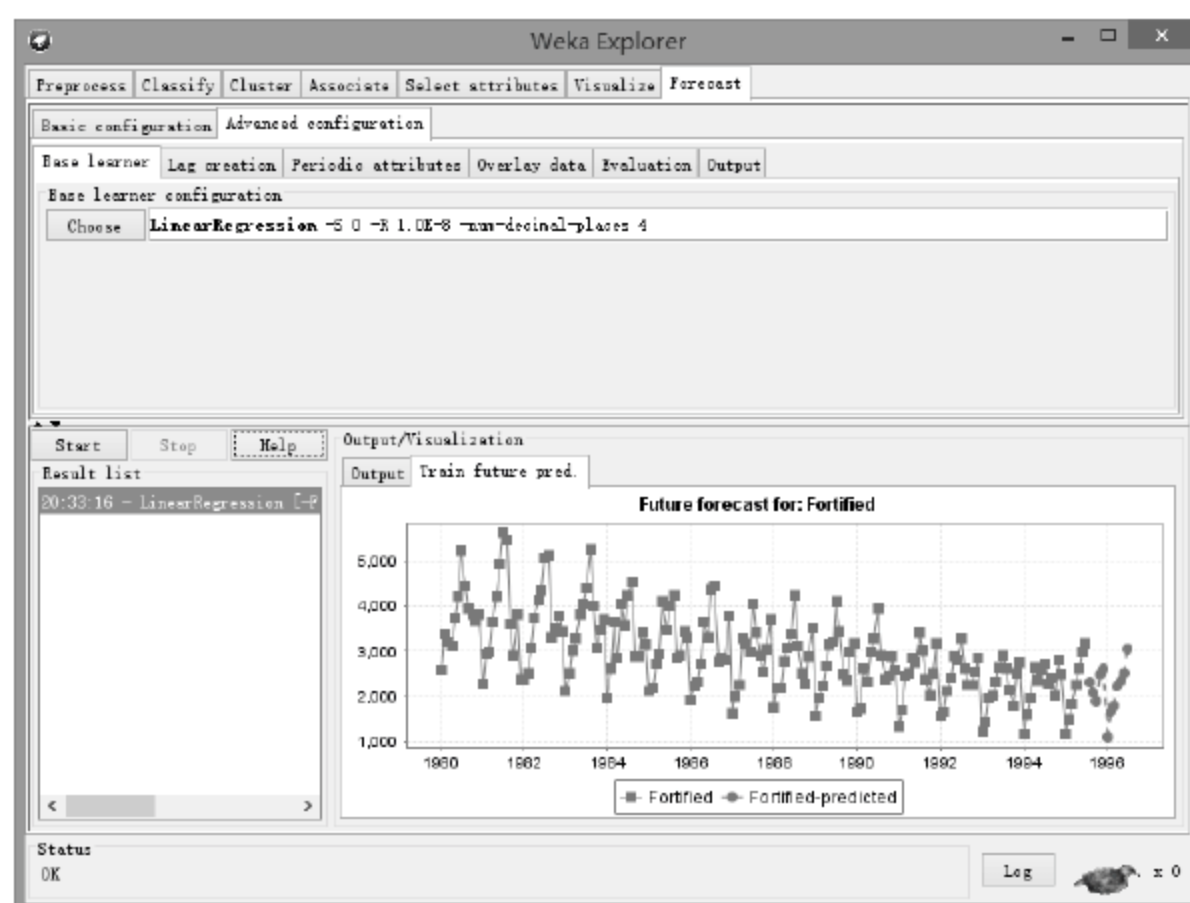 Weka Explorer
Preprocess Classify Cluster Associate Select attributes Visualize Forecast
Basic configuration Advanced configuration
Base learner Lag creation Periodic attributes Overlay data Evaluation Output
Base learner configuration
Choose LinearRegression -S 0 -R 1.0E-8 -num-decimal-places 4
Start Stop Help
Output/Visualization
Result list
Output Train future pred.
20:33:16 - LinearRegression [-P
Future forecast for: Fortified
5,000
4,000
3,000
2,000
1,000
1980 1982 1984 1986 1988 1990 1992 1994 1996
Fortified Fortified-predicted
Status
OK
Log
x 0